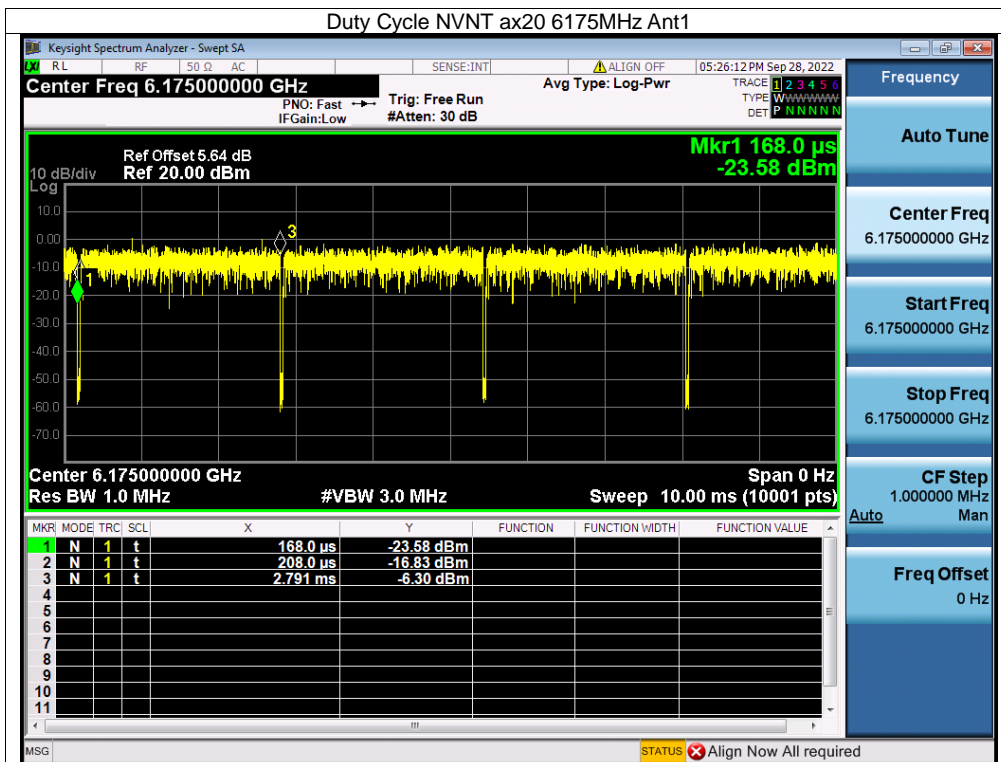 Duty Cycle NVNT ax20 6175MHz Ant1
Keysight Spectrum Analyzer - Swept SA
LXI RL RF 50 Ω AC SENSE:INT ALIGN OFF 05:26:12 PM Sep 28, 2022
Center Freq 6.175000000 GHz
PNO: Fast
IFGain:Low
Trig: Free Run
#Atten: 30 dB
Avg Type: Log-Pwr
TRACE 1 2 3 4 5 6
TYPE WWWWWWW
DET P N N N N N
Ref Offset 5.64 dB
Ref 20.00 dBm
10 dB/div
Log
Mkr1 168.0 µs
-23.58 dBm
10.0
0.00
-10.0
-20.0
-30.0
-40.0
-50.0
-60.0
-70.0
1
3
Center 6.175000000 GHz
Span 0 Hz
Res BW 1.0 MHz
#VBW 3.0 MHz
Sweep 10.00 ms (10001 pts)
MKR MODE TRC SCL X Y FUNCTION FUNCTION WIDTH FUNCTION VALUE
1 N 1 t 168.0 µs -23.58 dBm
2 N 1 t 208.0 µs -16.83 dBm
3 N 1 t 2.791 ms -6.30 dBm
4
5
6
7
8
9
10
11
MSG
STATUS Align Now All required
Frequency
Auto Tune
Center Freq
6.175000000 GHz
Start Freq
6.175000000 GHz
Stop Freq
6.175000000 GHz
CF Step
1.000000 MHz
Auto Man
Freq Offset
0 Hz